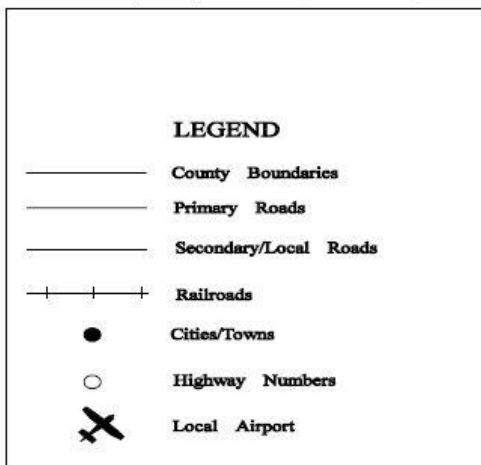 LEGEND
County Boundaries
Primary Roads
Secondary/Local Roads
Railroads
Cities/Towns
Highway Numbers
Local Airport